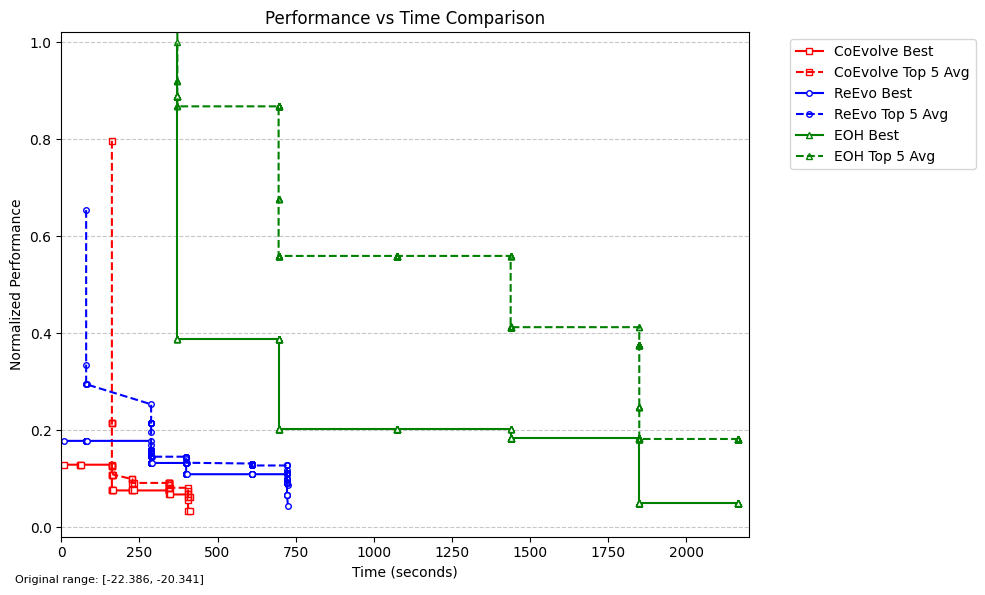 Performance vs Time Comparison
Normalized Performance
1.0
0.8
0.6
0.4
0.2
0.0
0
250
500
750
1000
1250
1500
1750
2000
Time (seconds)
Original range: [-22.386, -20.341]
CoEvolve Best
CoEvolve Top 5 Avg
ReEvo Best
ReEvo Top 5 Avg
EOH Best
EOH Top 5 Avg